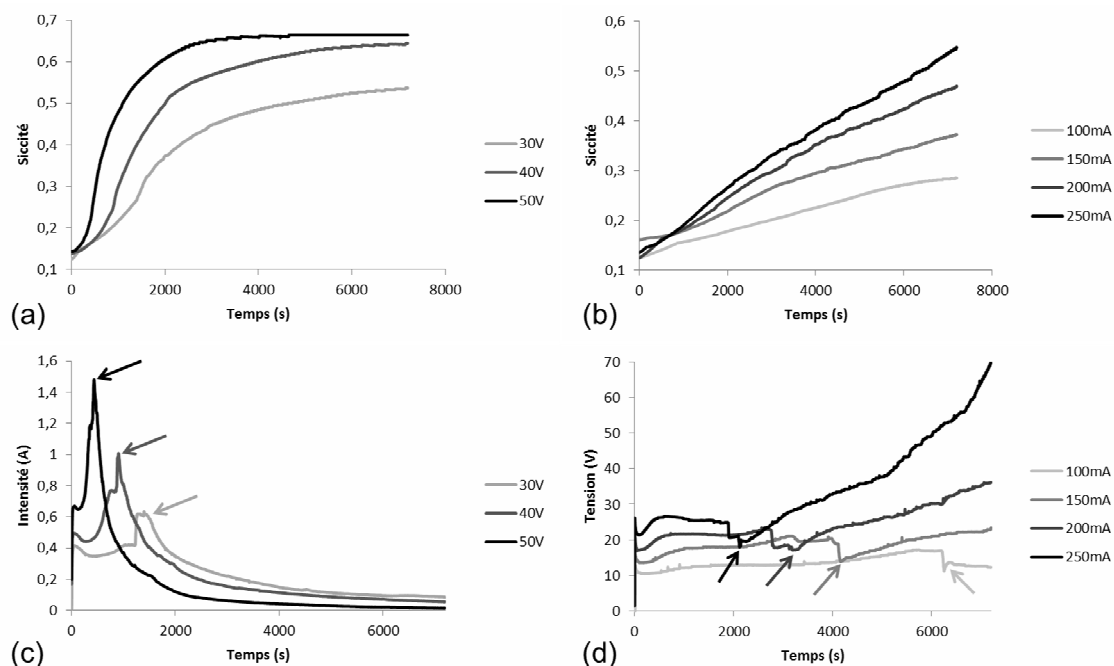 0,7
0,6
0,5
0,4
0,3
0,2
0,1
Siccité
0 2000 4000 6000 8000
Temps (s)
30V
40V
50V
(a)
0,6
0,5
0,4
0,3
0,2
0,1
Siccité
0 2000 4000 6000 8000
Temps (s)
100mA
150mA
200mA
250mA
(b)
1,6
1,4
1,2
1
0,8
0,6
0,4
0,2
0
Intensité (A)
0 2000 4000 6000
Temps (s)
30V
40V
50V
(c)
70
60
50
40
30
20
10
0
Tension (V)
0 2000 4000 6000
Temps (s)
100mA
150mA
200mA
250mA
(d)